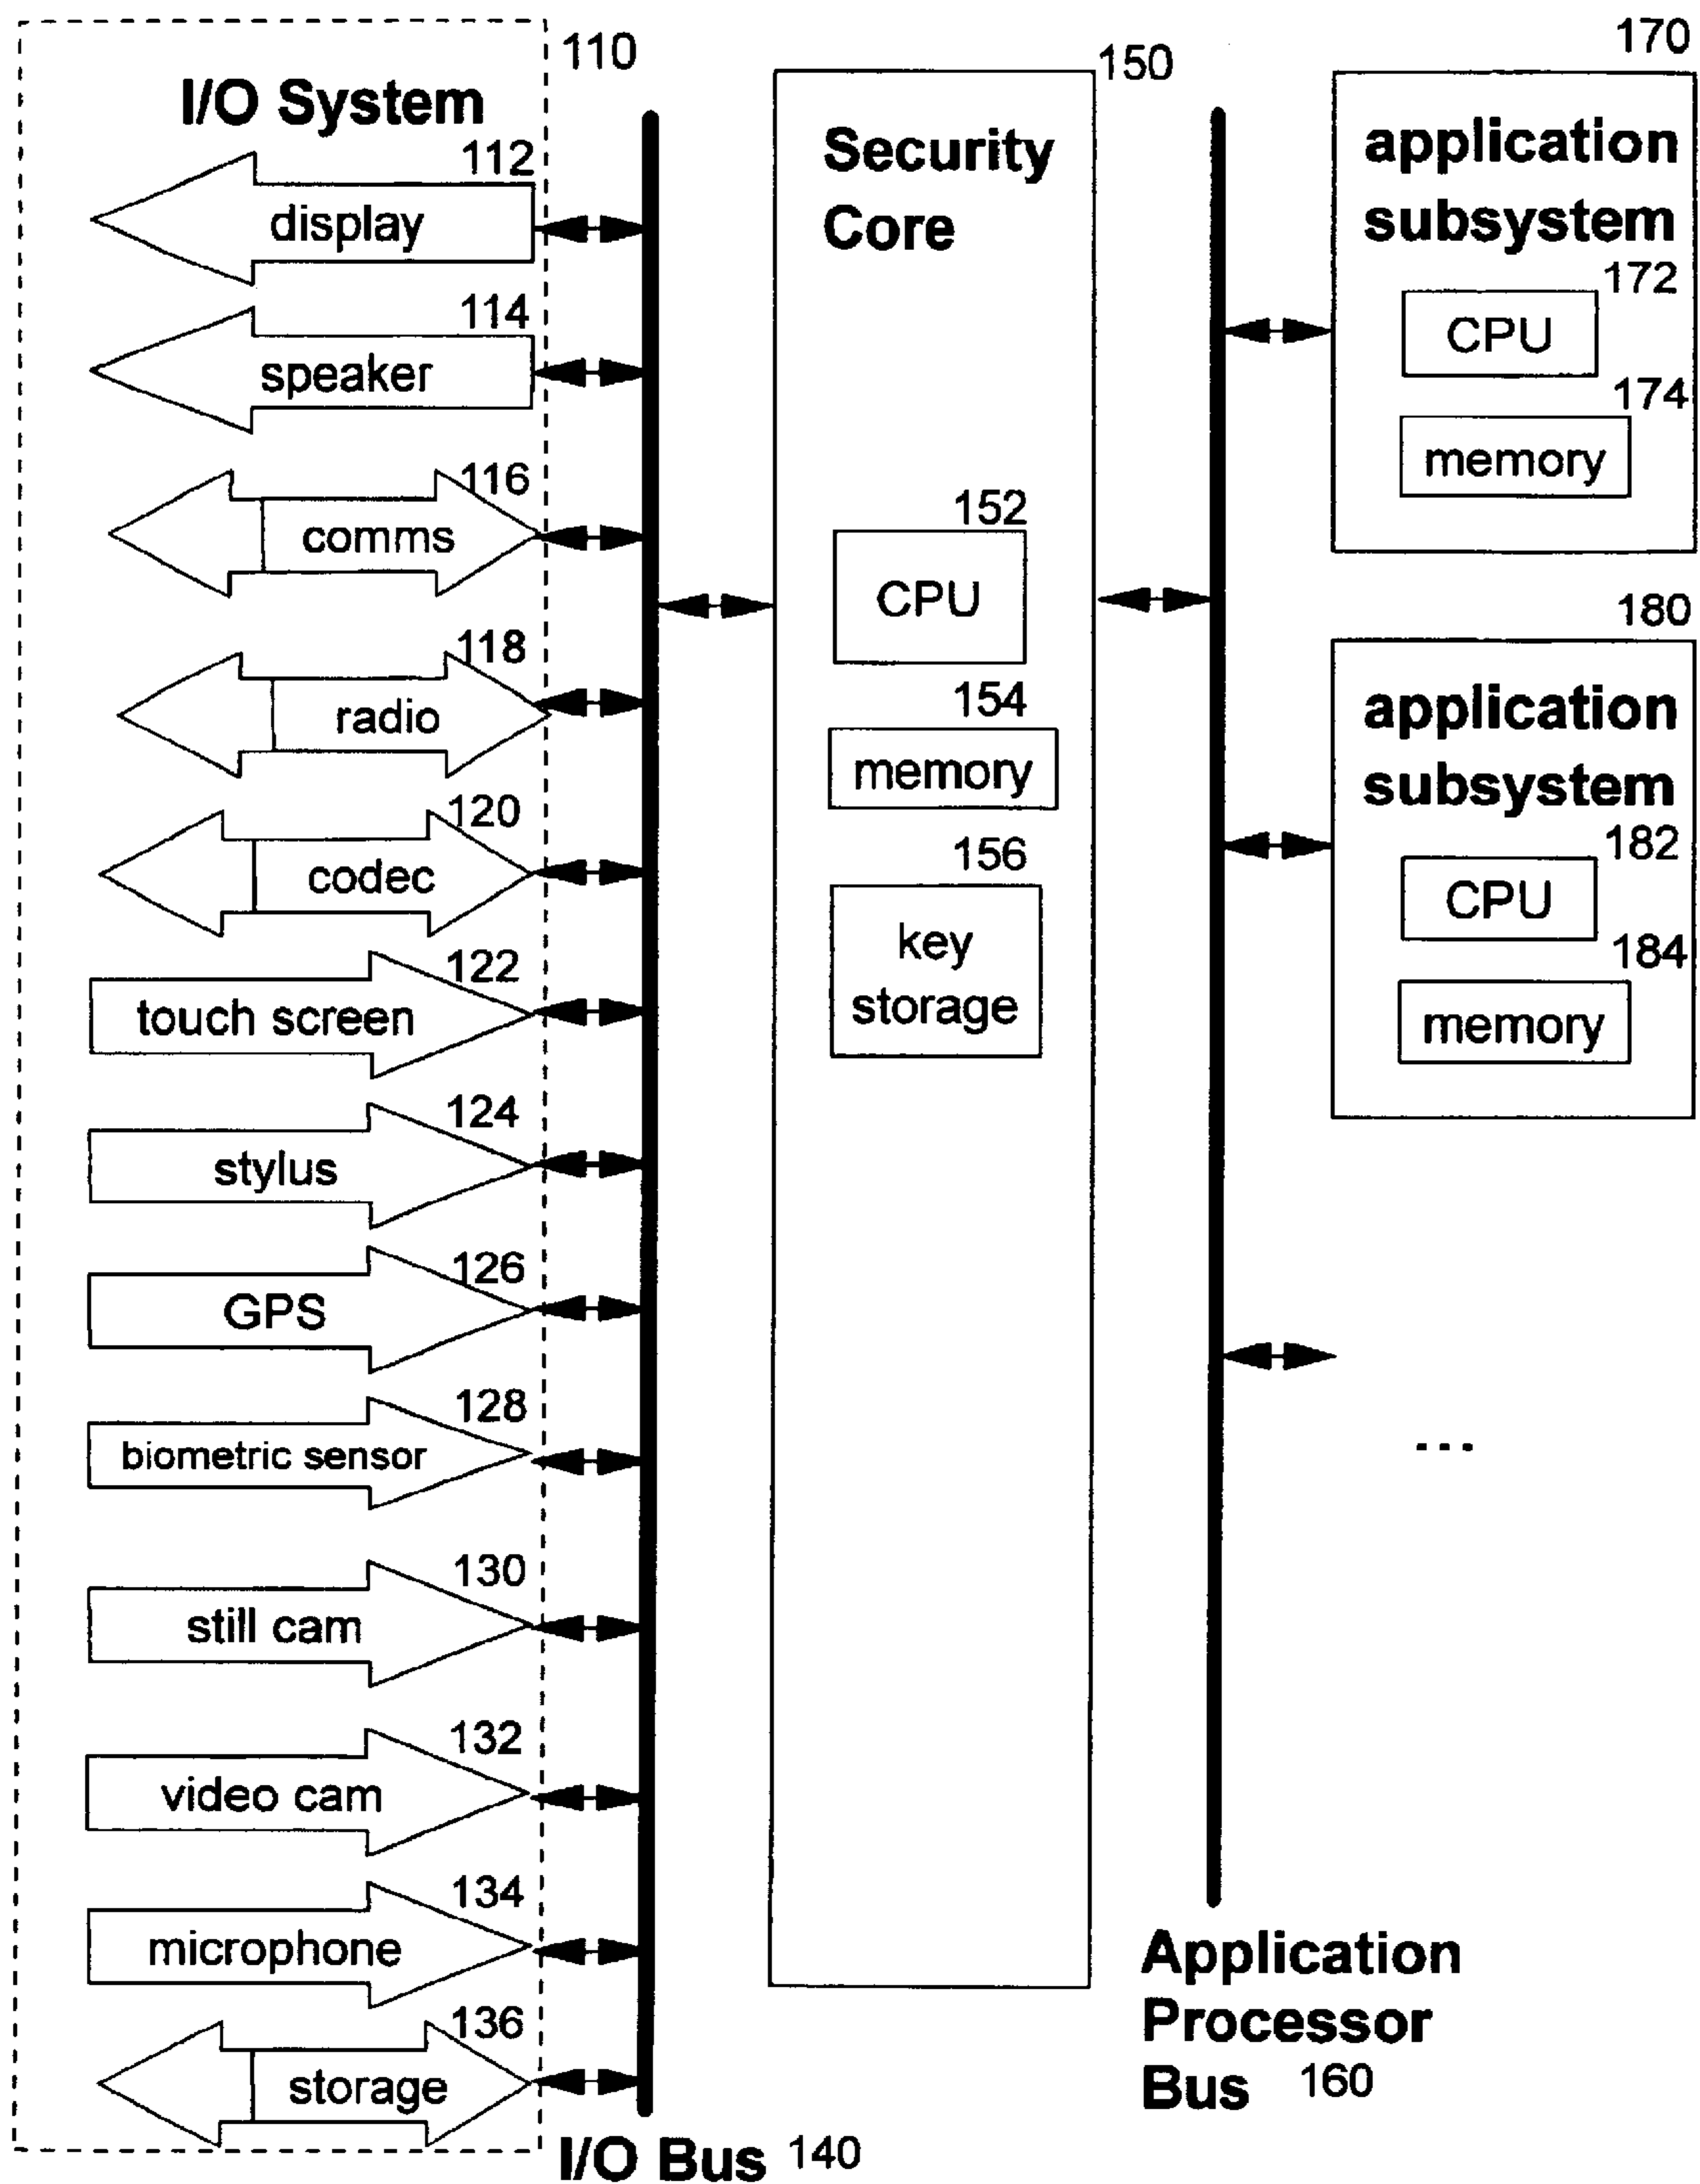 110
I/O System
112
display
114
speaker
116
comms
118
radio
120
codec
122
touch screen
124
stylus
126
GPS
128
biometric sensor
130
still cam
132
video cam
134
microphone
136
storage
I/O Bus 140
150
Security
Core
152
CPU
154
memory
156
key
storage
Application
Processor
Bus 160
170
application
subsystem
172
CPU
174
memory
180
application
subsystem
182
CPU
184
memory
...